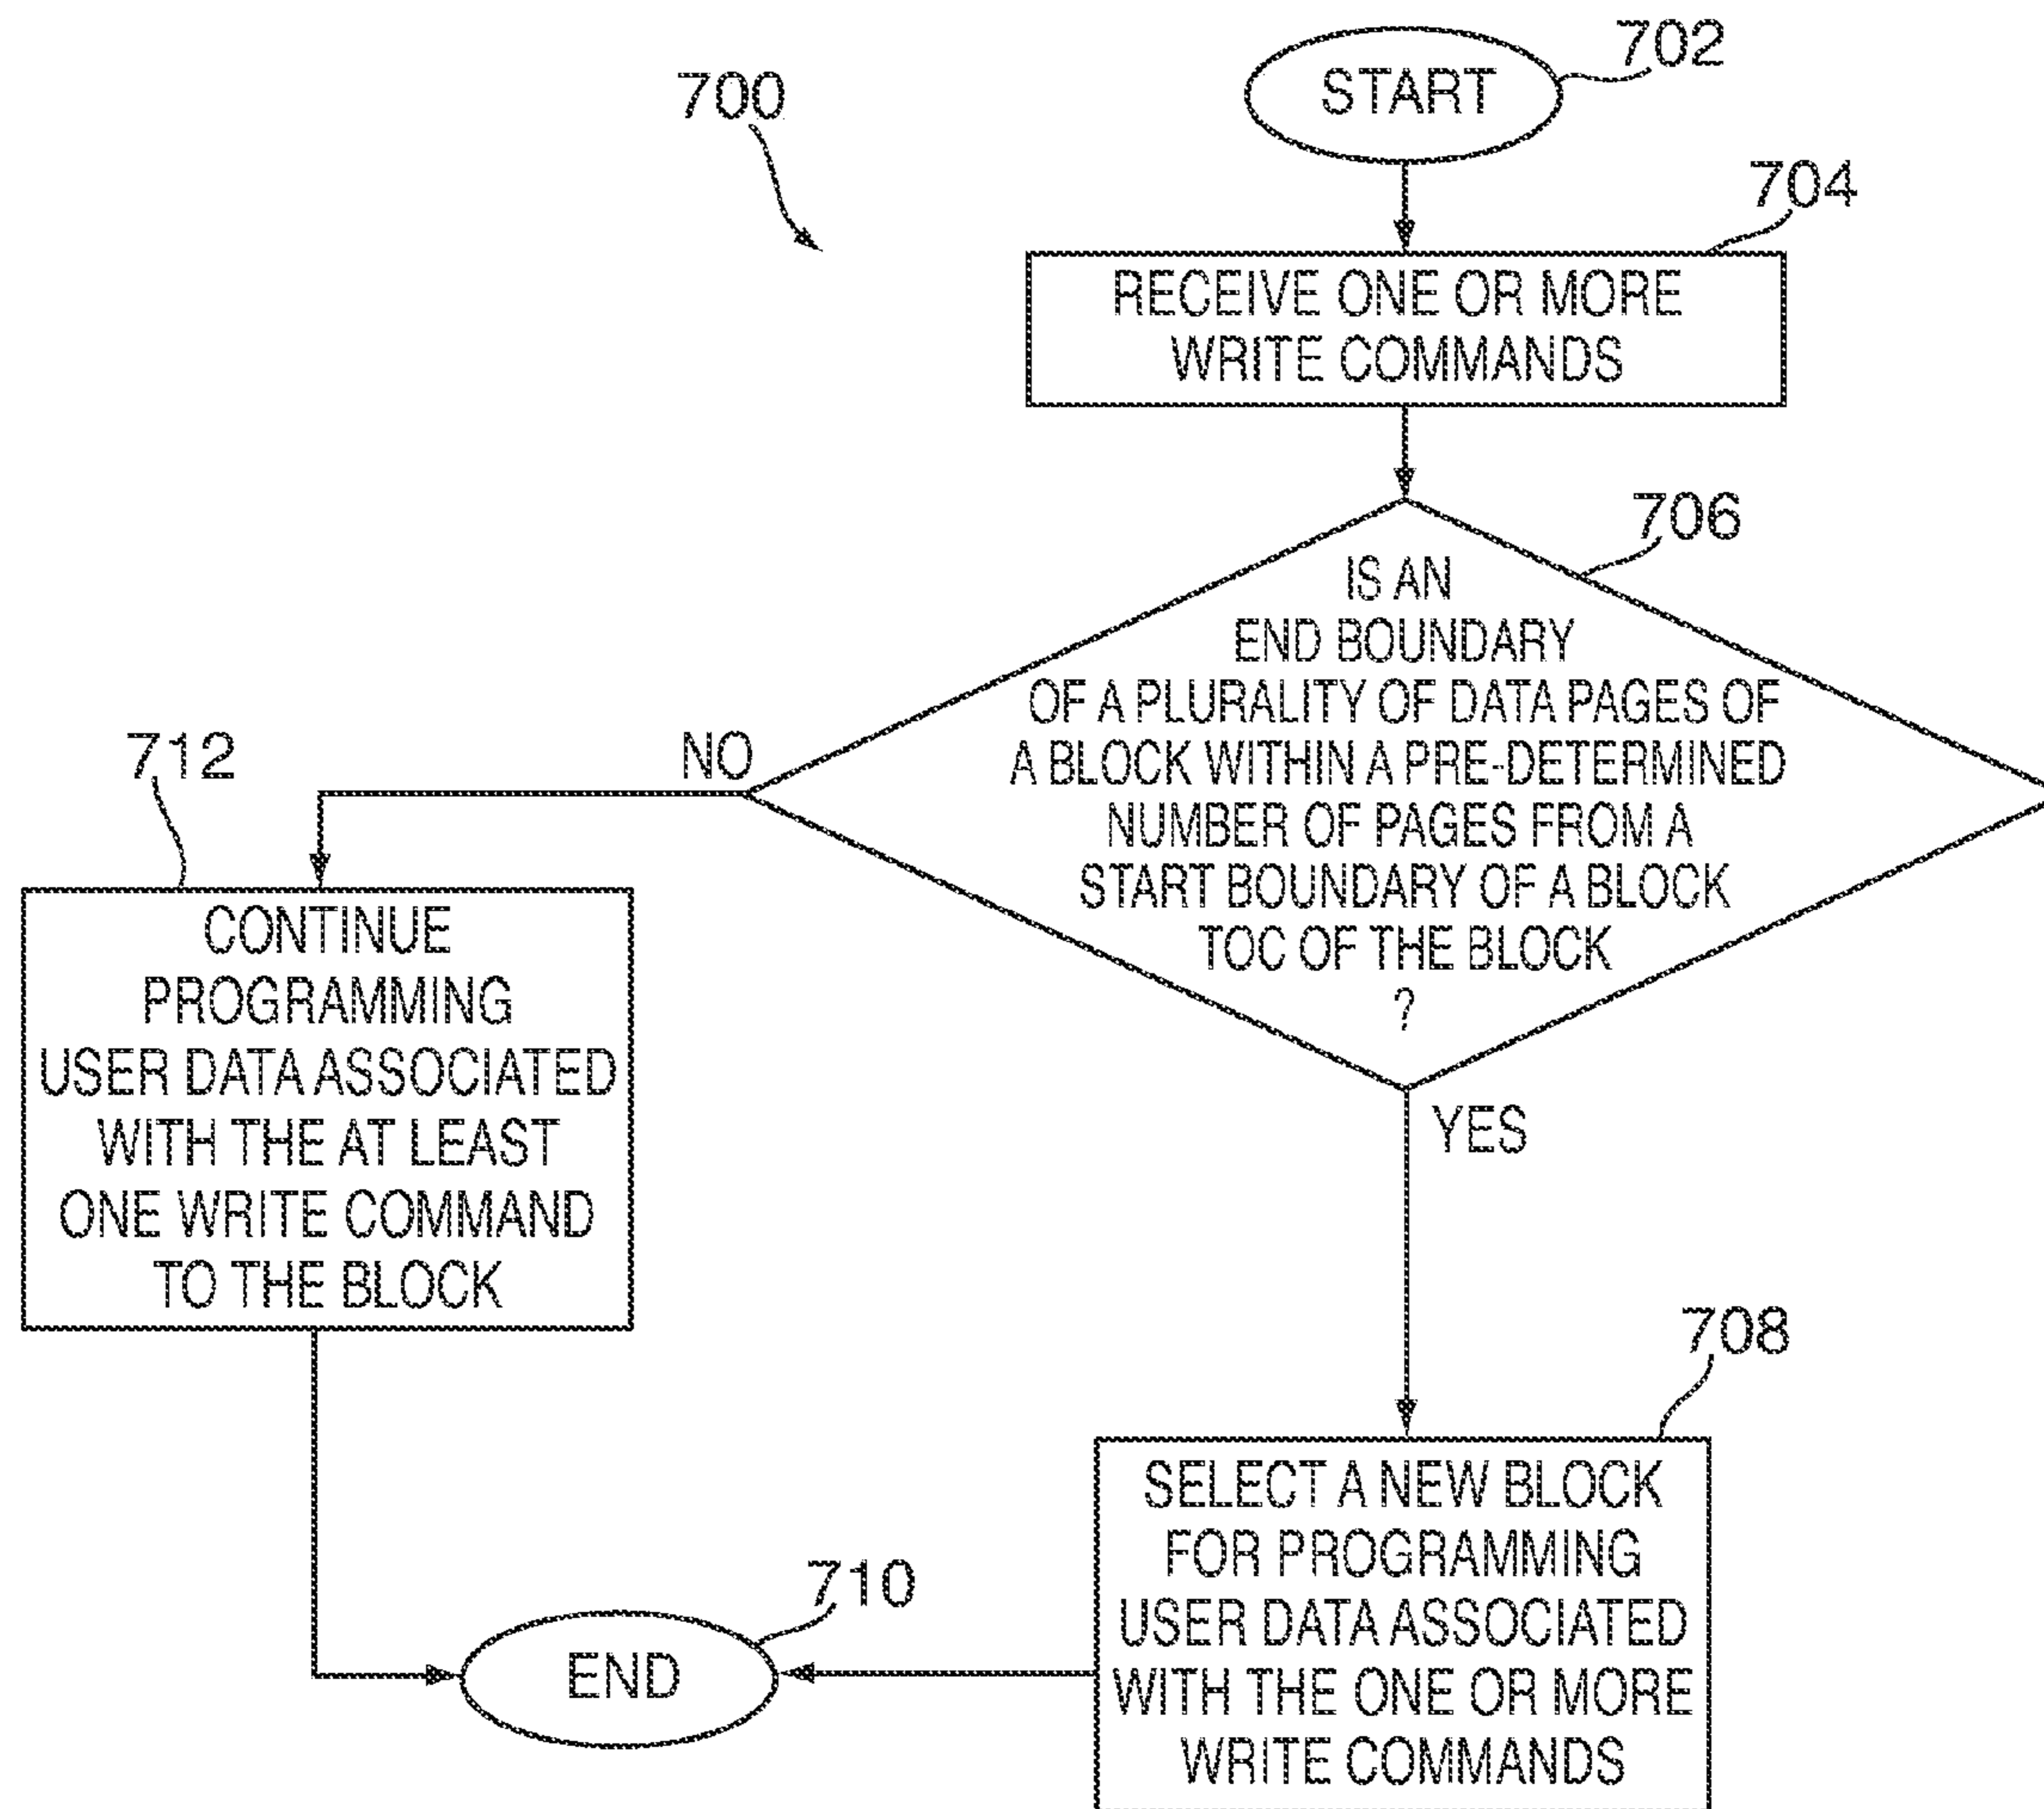 700
START
702
704
RECEIVE ONE OR MORE
WRITE COMMANDS
706
IS AN
END BOUNDARY
OF A PLURALITY OF DATA PAGES OF
A BLOCK WITHIN A PRE-DETERMINED
NUMBER OF PAGES FROM A
START BOUNDARY OF A BLOCK
TOC OF THE BLOCK
?
NO
YES
712
CONTINUE
PROGRAMMING
USER DATA ASSOCIATED
WITH THE AT LEAST
ONE WRITE COMMAND
TO THE BLOCK
708
SELECT A NEW BLOCK
FOR PROGRAMMING
USER DATA ASSOCIATED
WITH THE ONE OR MORE
WRITE COMMANDS
710
END